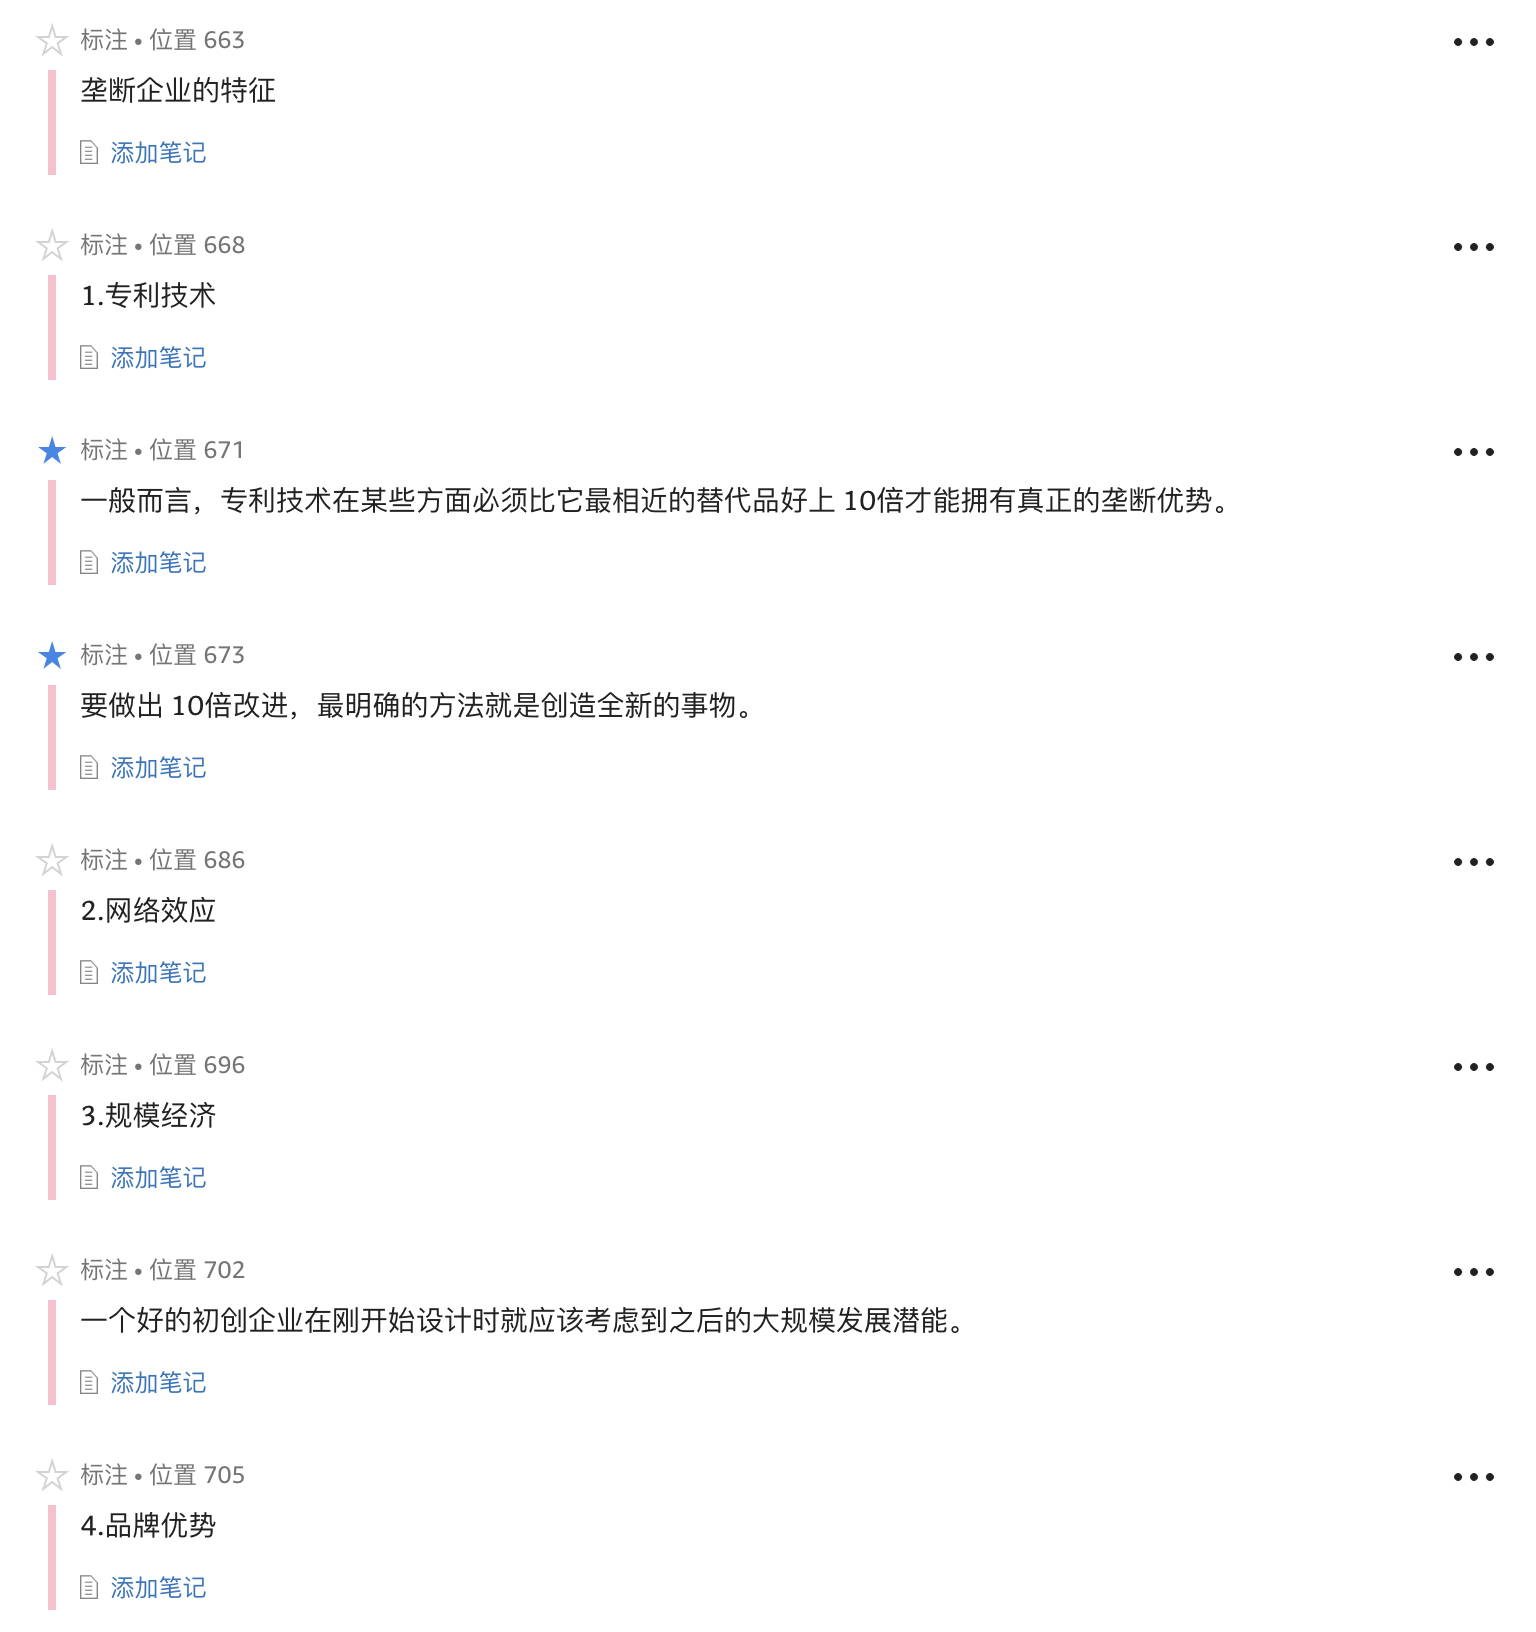 标注 • 位置 663
垄断企业的特征
添加笔记
标注 • 位置 668
1.专利技术
添加笔记
标注 • 位置 671
一般而言，专利技术在某些方面必须比它最相近的替代品好上 10倍才能拥有真正的垄断优势。
添加笔记
标注 • 位置 673
要做出 10倍改进，最明确的方法就是创造全新的事物。
添加笔记
标注 • 位置 686
2.网络效应
添加笔记
标注 • 位置 696
3.规模经济
添加笔记
标注 • 位置 702
一个好的初创企业在刚开始设计时就应该考虑到之后的大规模发展潜能。
添加笔记
标注 • 位置 705
4.品牌优势
添加笔记